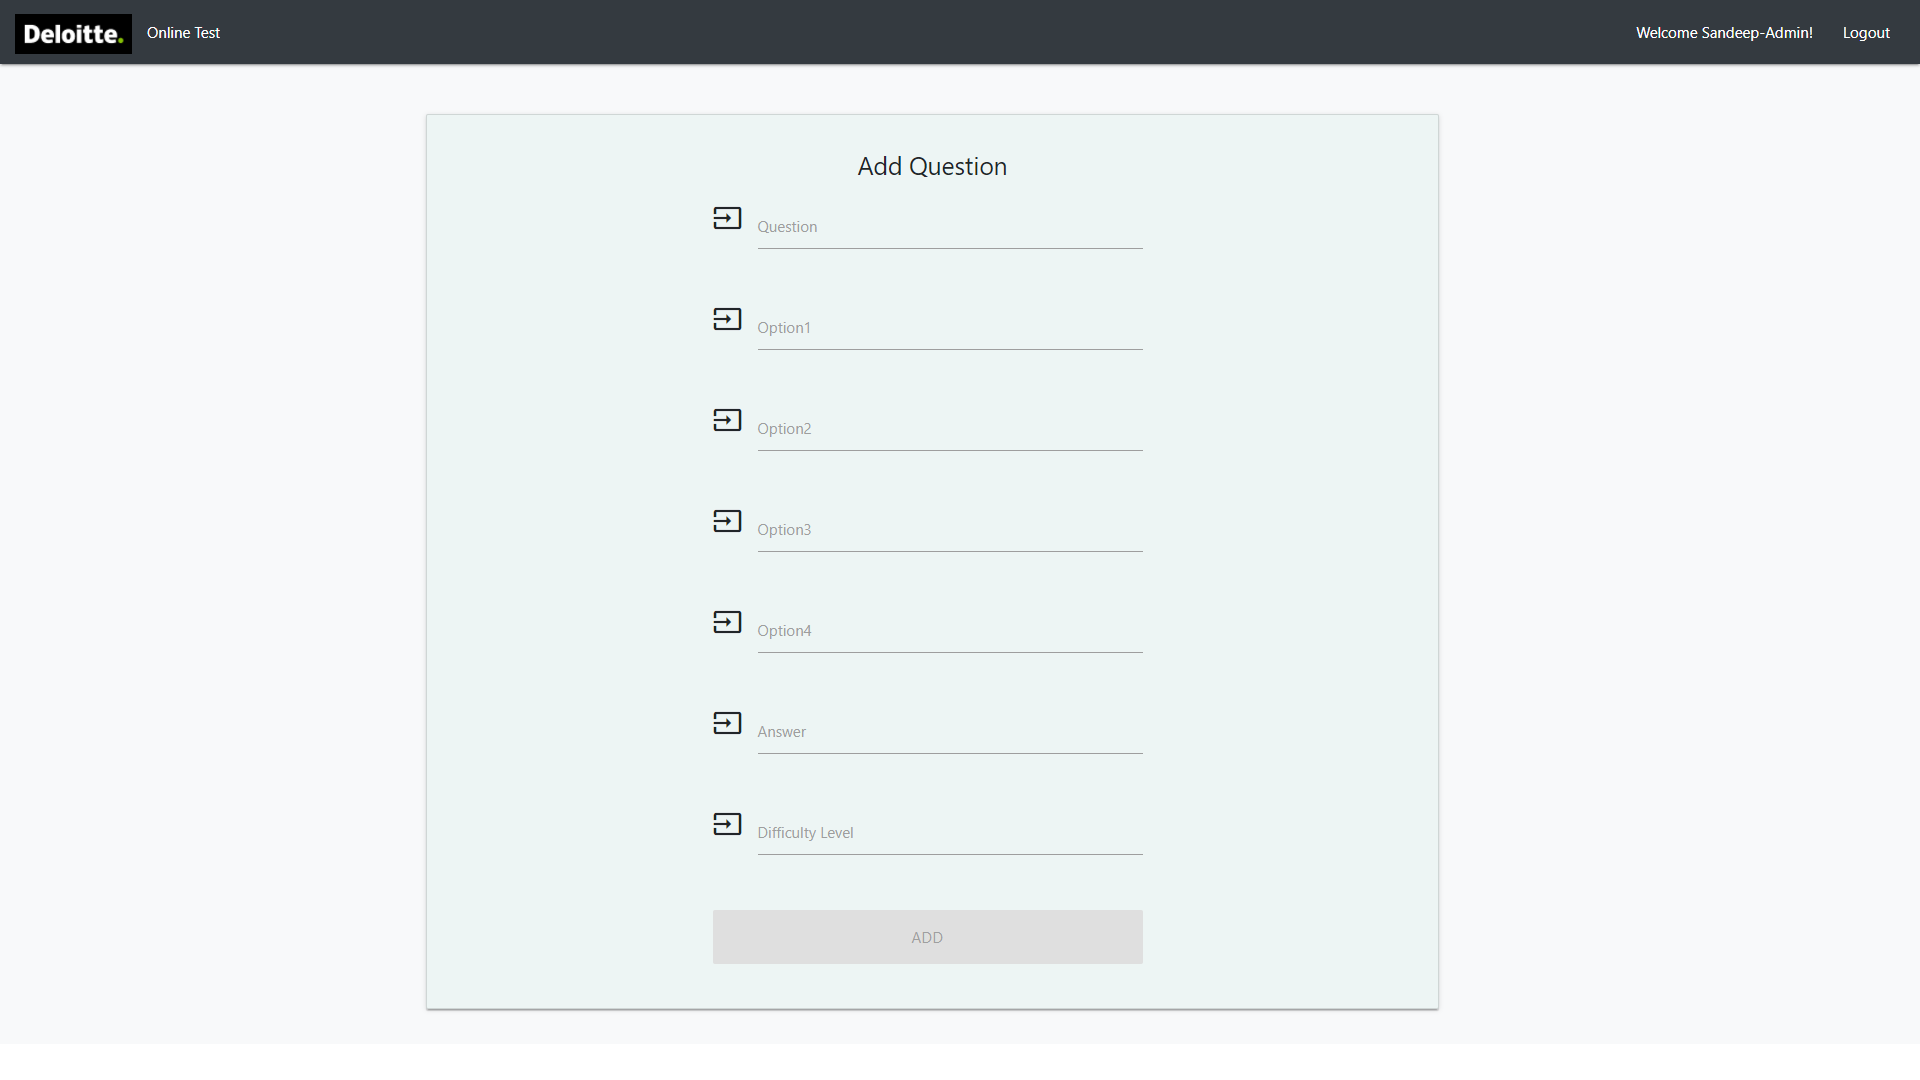 Deloitte. Online Test Welcome Sandeep-Admin! Logout
Add Question
Question
Option1
Option2
Option3
Option4
Answer
Difficulty Level
ADD